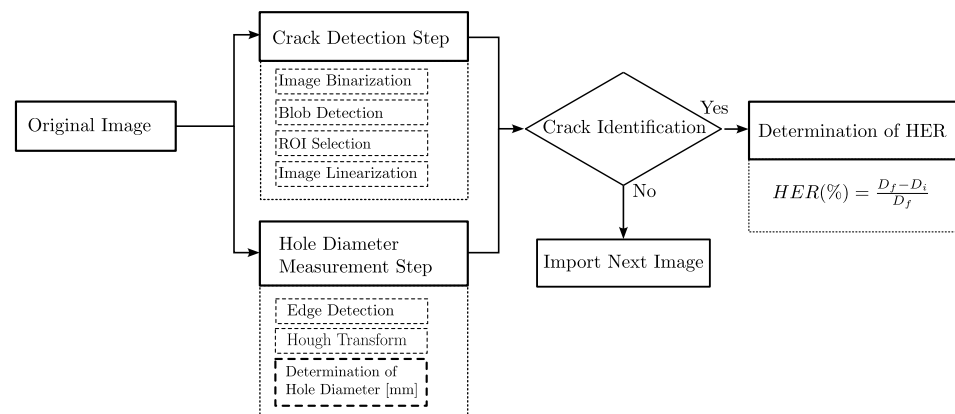 Original Image
Crack Detection Step
Image Binarization
Blob Detection
ROI Selection
Image Linearization
Hole Diameter
Measurement Step
Edge Detection
Hough Transform
Determination of
Hole Diameter [mm]
Crack Identification
Yes
No
Import Next Image
Determination of HER
HER(%) = \frac{D_f - D_i}{D_f}